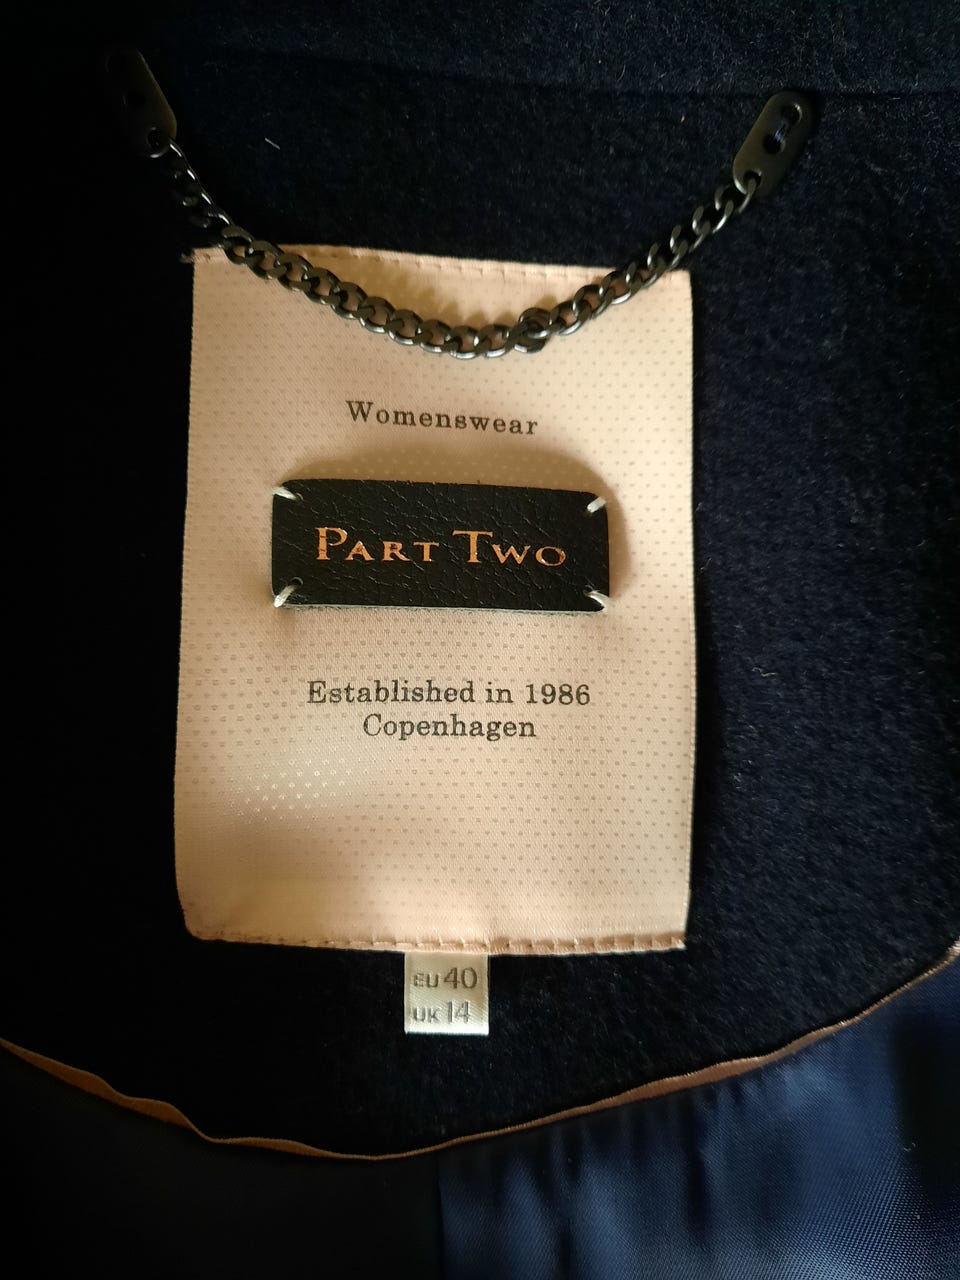 Womenswear
PART TWO
Established in 1986
Copenhagen
EU 40
UK 14